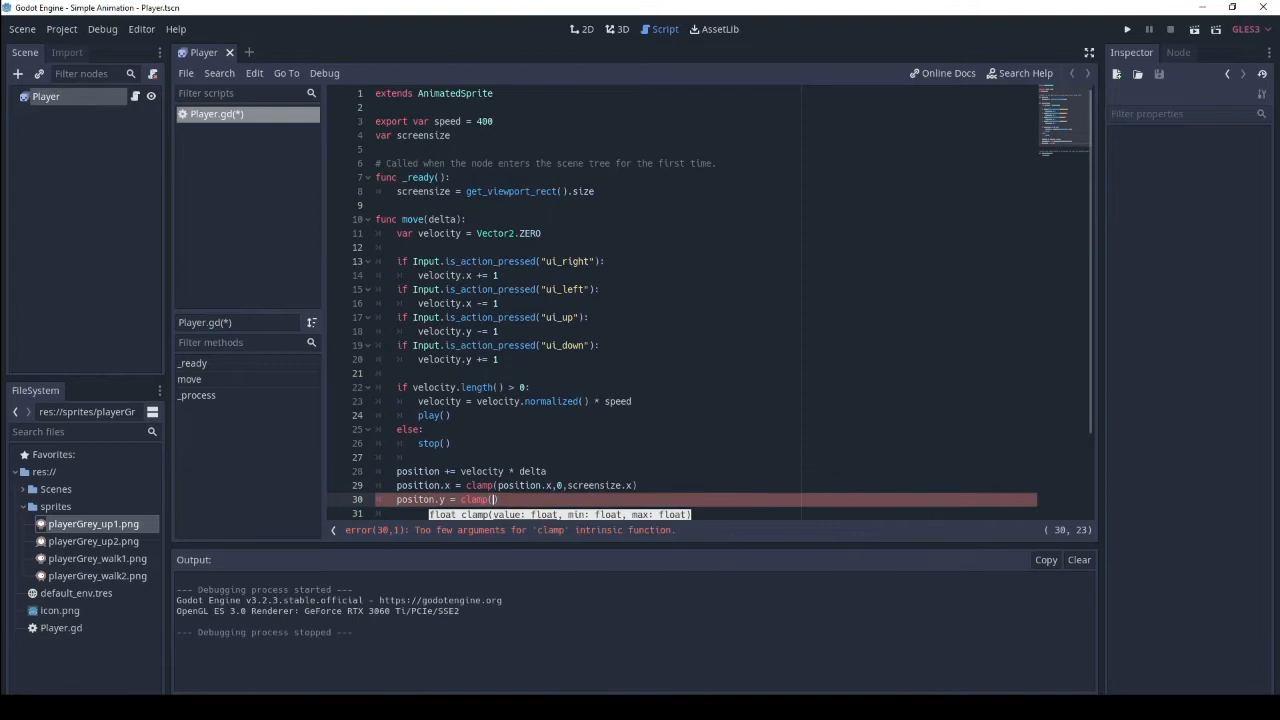 Godot Engine - Simple Animation - Player.tscn
Scene Project Debug Editor Help
2D 3D Script AssetLib
GLES3
Scene Import
Filter nodes
Player
Player
File Search Edit Go To Debug
Online Docs Search Help
Filter scripts
Player.gd(*)
Player.gd(*)
Filter methods
_ready
move
_process
1 extends AnimatedSprite
2
3 export var speed = 400
4 var screensize
5
6 # Called when the node enters the scene tree for the first time.
7 func _ready():
8 screensize = get_viewport_rect().size
9
10 func move(delta):
11 var velocity = Vector2.ZERO
12
13 if Input.is_action_pressed("ui_right"):
14 velocity.x += 1
15 if Input.is_action_pressed("ui_left"):
16 velocity.x -= 1
17 if Input.is_action_pressed("ui_up"):
18 velocity.y -= 1
19 if Input.is_action_pressed("ui_down"):
20 velocity.y += 1
21
22 if velocity.length() > 0:
23 velocity = velocity.normalized() * speed
24 play()
25 else:
26 stop()
27
28 position += velocity * delta
29 position.x = clamp(position.x,0,screensize.x)
30 positon.y = clamp()
31 float clamp(value: float, min: float, max: float)
error(30,1): Too few arguments for 'clamp' intrinsic function.
( 30, 23)
Inspector Node
Filter properties
FileSystem
res://sprites/playerGr
Search files
Favorites:
res://
Scenes
sprites
playerGrey_up1.png
playerGrey_up2.png
playerGrey_walk1.png
playerGrey_walk2.png
default_env.tres
icon.png
Player.gd
Output:
Copy Clear
--- Debugging process started ---
Godot Engine v3.2.3.stable.official - https://godotengine.org
OpenGL ES 3.0 Renderer: GeForce RTX 3060 Ti/PCIe/SSE2
--- Debugging process stopped ---